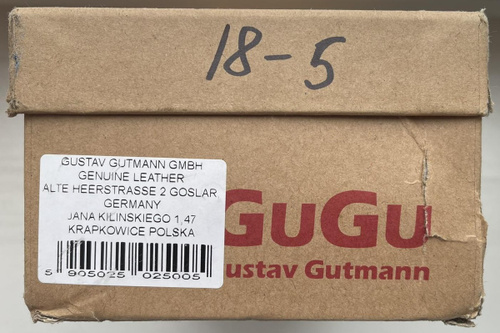 18-5
GUSTAV GUTMANN GMBH
GENUINE LEATHER
ALTE HEERSTRASSE 2 GOSLAR
GERMANY
JANA KILINSKIEGO 1,47
KRAPKOWICE POLSKA
5 905025 025005
GuGu
Gustav Gutmann